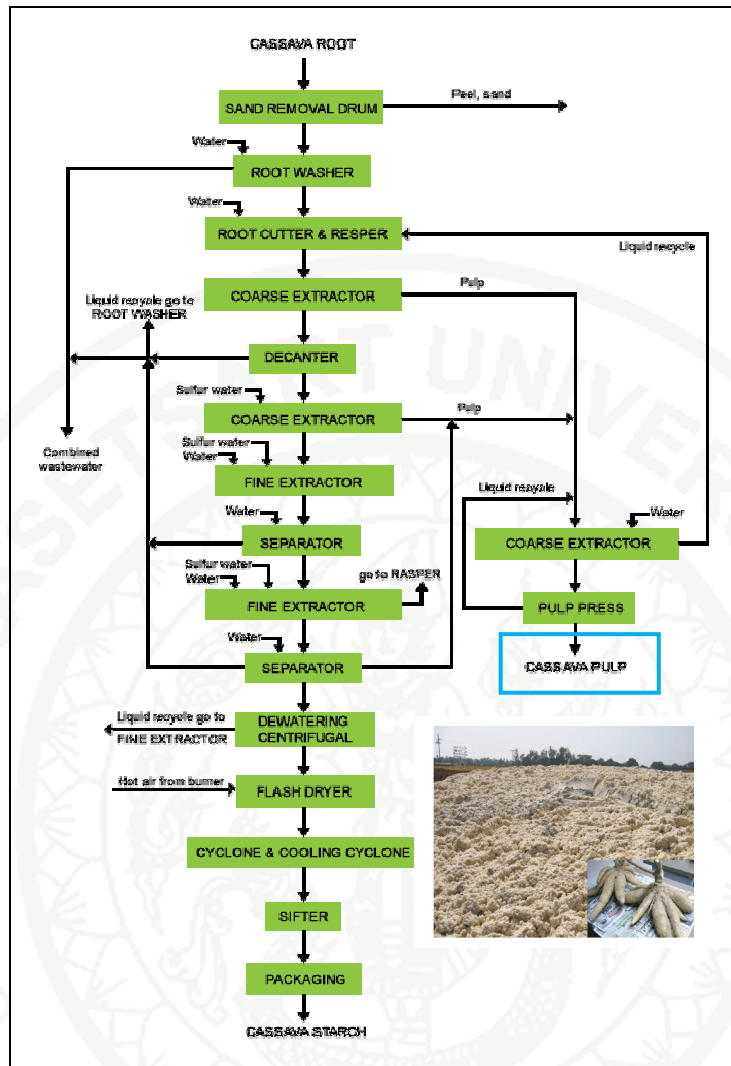 CASSAVA ROOT
SAND REMOVAL DRUM
Peel, sand
Water
ROOT WASHER
Water
ROOT CUTTER & RESPER
Liquid recycle
COARSE EXTRACTOR
Pulp
Liquid recycle go to
ROOT WASHER
DECANTER
Sulfur water
COARSE EXTRACTOR
Pulp
Combined
wastewater
Sulfur water
Water
FINE EXTRACTOR
Liquid recycle
Water
SEPARATOR
Water
COARSE EXTRACTOR
Sulfur water
Water
go to RASPER
FINE EXTRACTOR
PULP PRESS
Water
SEPARATOR
CASSAVA PULP
Liquid recycle go to
FINE EXTRACTOR
DEWATERING
CENTRIFUGAL
Hot air from burner
FLASH DRYER
CYCLONE & COOLING CYCLONE
SIFTER
PACKAGING
CASSAVA STARCH
KASETSART UNIVERSITY